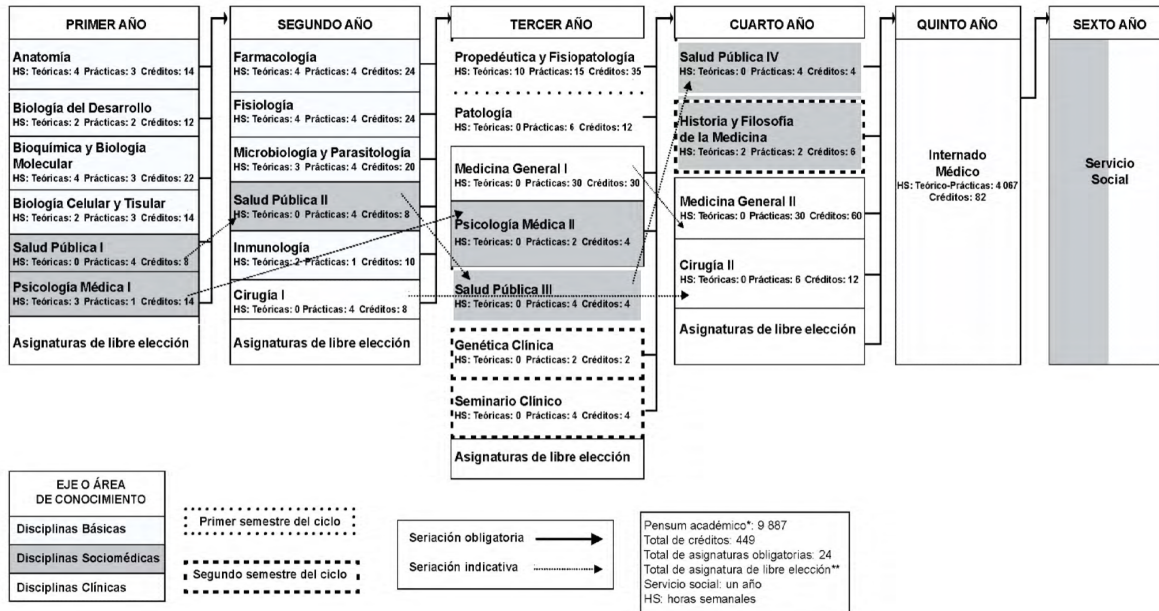 PRIMER AÑO
Anatomía
HS: Teóricas: 4 Prácticas: 3 Créditos: 14
Biología del Desarrollo
HS: Teóricas: 2 Prácticas: 2 Créditos: 12
Bioquímica y Biología
Molecular
HS: Teóricas: 4 Prácticas: 3 Créditos: 22
Biología Celular y Tisular
HS: Teóricas: 2 Prácticas: 3 Créditos: 14
Salud Pública I
HS: Teóricas: 0 Prácticas: 4 Créditos: 8
Psicología Médica I
HS: Teóricas: 3 Prácticas: 1 Créditos: 14
Asignaturas de libre elección
SEGUNDO AÑO
Farmacología
HS: Teóricas: 4 Prácticas: 4 Créditos: 24
Fisiología
HS: Teóricas: 4 Prácticas: 4 Créditos: 24
Microbiología y Parasitología
HS: Teóricas: 3 Prácticas: 4 Créditos: 20
Salud Pública II
HS: Teóricas: 0 Prácticas: 4 Créditos: 8
Inmunología
HS: Teóricas: 2 Prácticas: 1 Créditos: 10
Cirugía I
HS: Teóricas: 0 Prácticas: 4 Créditos: 8
Asignaturas de libre elección
TERCER AÑO
Propedéutica y Fisiopatología
HS: Teóricas: 10 Prácticas: 15 Créditos: 35
Patología
HS: Teóricas: 0 Prácticas: 6 Créditos: 12
Medicina General I
HS: Teóricas: 0 Prácticas: 30 Créditos: 30
Psicología Médica II
HS: Teóricas: 0 Prácticas: 2 Créditos: 4
Salud Pública III
HS: Teóricas: 0 Prácticas: 4 Créditos: 4
Genética Clínica
HS: Teóricas: 0 Prácticas: 2 Créditos: 2
Seminario Clínico
HS: Teóricas: 0 Prácticas: 4 Créditos: 4
Asignaturas de libre elección
CUARTO AÑO
Salud Pública IV
HS: Teóricas: 0 Prácticas: 4 Créditos: 4
Historia y Filosofía
de la Medicina
HS: Teóricas: 2 Prácticas: 2 Créditos: 6
Medicina General II
HS: Teóricas: 0 Prácticas: 30 Créditos: 60
Cirugía II
HS: Teóricas: 0 Prácticas: 6 Créditos: 12
Asignaturas de libre elección
QUINTO AÑO
Internado
Médico
HS: Teórico-Prácticas: 4 067
Créditos: 82
SEXTO AÑO
Servicio
Social
EJE O ÁREA
DE CONOCIMIENTO
Disciplinas Básicas
Disciplinas Sociomédicas
Disciplinas Clínicas
Primer semestre del ciclo
Segundo semestre del ciclo
Seriación obligatoria
Seriación indicativa
Pensum académico*: 9 887
Total de créditos: 449
Total de asignaturas obligatorias: 24
Total de asignatura de libre elección**
Servicio social: un año
HS: horas semanales